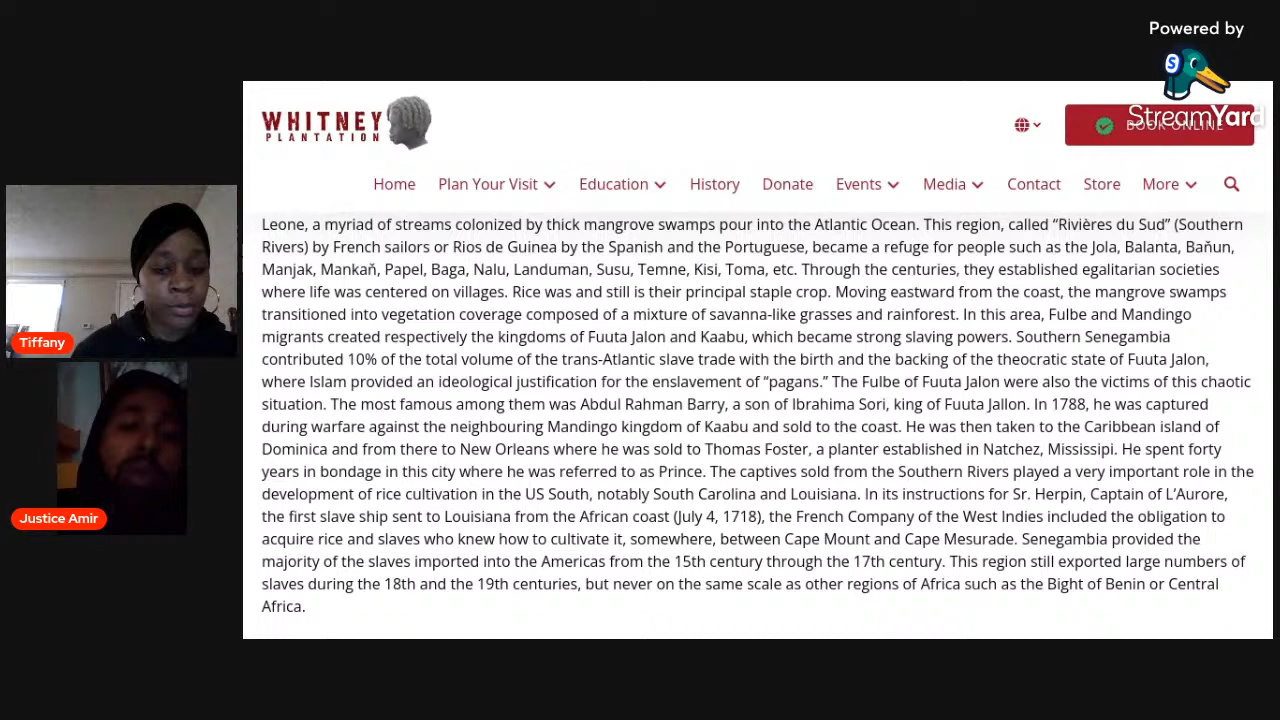 Powered by
StreamYard
WHITNEY
PLANTATION
BOOK ONLINE
Home Plan Your Visit Education History Donate Events Media Contact Store More
Leone, a myriad of streams colonized by thick mangrove swamps pour into the Atlantic Ocean. This region, called “Rivières du Sud” (Southern
Rivers) by French sailors or Rios de Guinea by the Spanish and the Portuguese, became a refuge for people such as the Jola, Balanta, Baňun,
Manjak, Mankaň, Papel, Baga, Nalu, Landuman, Susu, Temne, Kisi, Toma, etc. Through the centuries, they established egalitarian societies
where life was centered on villages. Rice was and still is their principal staple crop. Moving eastward from the coast, the mangrove swamps
transitioned into vegetation coverage composed of a mixture of savanna-like grasses and rainforest. In this area, Fulbe and Mandingo
migrants created respectively the kingdoms of Fuuta Jalon and Kaabu, which became strong slaving powers. Southern Senegambia
contributed 10% of the total volume of the trans-Atlantic slave trade with the birth and the backing of the theocratic state of Fuuta Jalon,
where Islam provided an ideological justification for the enslavement of “pagans.” The Fulbe of Fuuta Jalon were also the victims of this chaotic
situation. The most famous among them was Abdul Rahman Barry, a son of Ibrahima Sori, king of Fuuta Jallon. In 1788, he was captured
during warfare against the neighbouring Mandingo kingdom of Kaabu and sold to the coast. He was then taken to the Caribbean island of
Dominica and from there to New Orleans where he was sold to Thomas Foster, a planter established in Natchez, Missisipi. He spent forty
years in bondage in this city where he was referred to as Prince. The captives sold from the Southern Rivers played a very important role in the
development of rice cultivation in the US South, notably South Carolina and Louisiana. In its instructions for Sr. Herpin, Captain of L’Aurore,
the first slave ship sent to Louisiana from the African coast (July 4, 1718), the French Company of the West Indies included the obligation to
acquire rice and slaves who knew how to cultivate it, somewhere, between Cape Mount and Cape Mesurade. Senegambia provided the
majority of the slaves imported into the Americas from the 15th century through the 17th century. This region still exported large numbers of
slaves during the 18th and the 19th centuries, but never on the same scale as other regions of Africa such as the Bight of Benin or Central
Africa.
Tiffany
Justice Amir